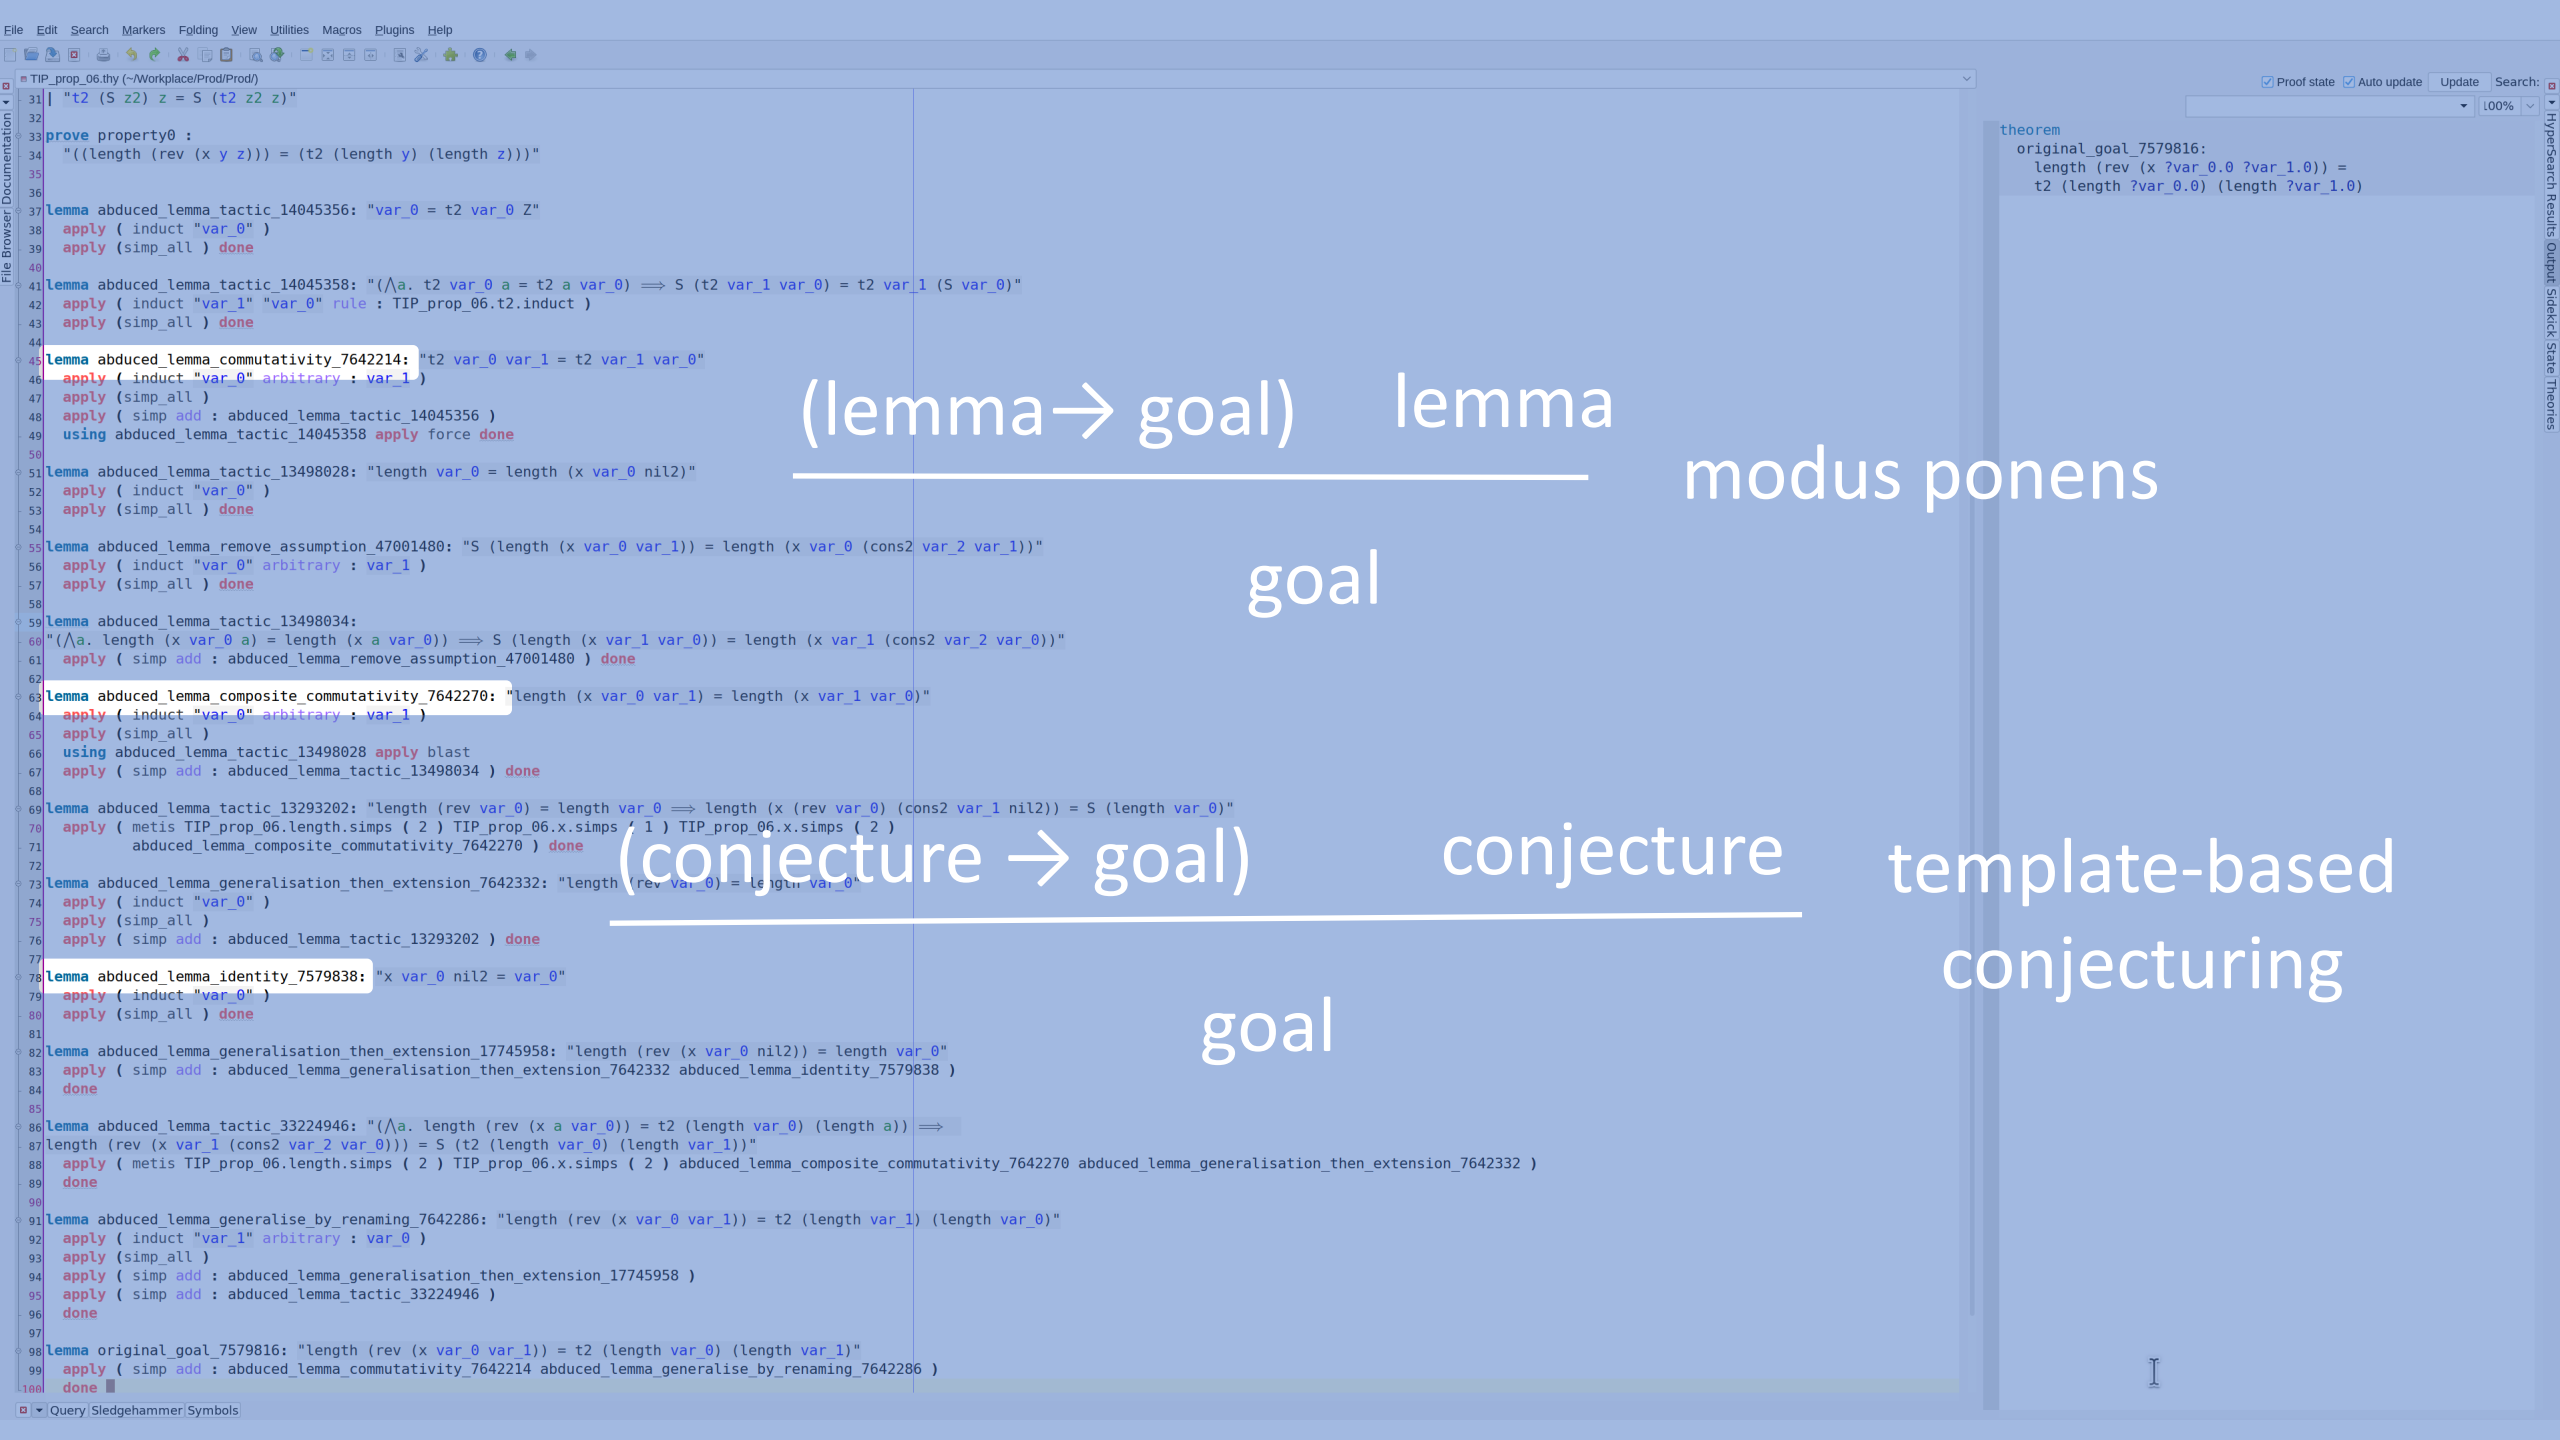 File Edit Search Markers Folding View Utilities Macros Plugins Help
TIP_prop_06.thy (~/Workplace/Prod/Prod/)
Proof state Auto update Update Search:
100%
31 | "t2 (S z2) z = S (t2 z2 z)"
32
33 prove property0 :
34 "((length (rev (x y z))) = (t2 (length y) (length z)))"
35
36
37 lemma abduced_lemma_tactic_14045356: "var_0 = t2 var_0 Z"
38 apply ( induct "var_0" )
39 apply (simp_all ) done
40
41 lemma abduced_lemma_tactic_14045358: "(⋀a. t2 var_0 a = t2 a var_0) ⟹ S (t2 var_1 var_0) = t2 var_1 (S var_0)"
42 apply ( induct "var_1" "var_0" rule : TIP_prop_06.t2.induct )
43 apply (simp_all ) done
44
45 lemma abduced_lemma_commutativity_7642214: "t2 var_0 var_1 = t2 var_1 var_0"
46 apply ( induct "var_0" arbitrary : var_1 )
47 apply (simp_all )
48 apply ( simp add : abduced_lemma_tactic_14045356 )
49 using abduced_lemma_tactic_14045358 apply force done
50
51 lemma abduced_lemma_tactic_13498028: "length var_0 = length (x var_0 nil2)"
52 apply ( induct "var_0" )
53 apply (simp_all ) done
54
55 lemma abduced_lemma_remove_assumption_47001480: "S (length (x var_0 var_1)) = length (x var_0 (cons2 var_2 var_1))"
56 apply ( induct "var_0" arbitrary : var_1 )
57 apply (simp_all ) done
58
59 lemma abduced_lemma_tactic_13498034:
60 "(⋀a. length (x var_0 a) = length (x a var_0)) ⟹ S (length (x var_1 var_0)) = length (x var_1 (cons2 var_2 var_0))"
61 apply ( simp add : abduced_lemma_remove_assumption_47001480 ) done
62
63 lemma abduced_lemma_composite_commutativity_7642270: "length (x var_0 var_1) = length (x var_1 var_0)"
64 apply ( induct "var_0" arbitrary : var_1 )
65 apply (simp_all )
66 using abduced_lemma_tactic_13498028 apply blast
67 apply ( simp add : abduced_lemma_tactic_13498034 ) done
68
69 lemma abduced_lemma_tactic_13293202: "length (rev var_0) = length var_0 ⟹ length (x (rev var_0) (cons2 var_1 nil2)) = S (length var_0)"
70 apply ( metis TIP_prop_06.length.simps ( 2 ) TIP_prop_06.x.simps ( 1 ) TIP_prop_06.x.simps ( 2 )
71 abduced_lemma_composite_commutativity_7642270 ) done
72
73 lemma abduced_lemma_generalisation_then_extension_7642332: "length (rev var_0) = length var_0"
74 apply ( induct "var_0" )
75 apply (simp_all )
76 apply ( simp add : abduced_lemma_tactic_13293202 ) done
77
78 lemma abduced_lemma_identity_7579838: "x var_0 nil2 = var_0"
79 apply ( induct "var_0" )
80 apply (simp_all ) done
81
82 lemma abduced_lemma_generalisation_then_extension_17745958: "length (rev (x var_0 nil2)) = length var_0"
83 apply ( simp add : abduced_lemma_generalisation_then_extension_7642332 abduced_lemma_identity_7579838 )
84 done
85
86 lemma abduced_lemma_tactic_33224946: "(⋀a. length (rev (x a var_0)) = t2 (length var_0) (length a)) ⟹
87 length (rev (x var_1 (cons2 var_2 var_0))) = S (t2 (length var_0) (length var_1))"
88 apply ( metis TIP_prop_06.length.simps ( 2 ) TIP_prop_06.x.simps ( 2 ) abduced_lemma_composite_commutativity_7642270 abduced_lemma_generalisation_then_extension_7642332 )
89 done
90
91 lemma abduced_lemma_generalise_by_renaming_7642286: "length (rev (x var_0 var_1)) = t2 (length var_1) (length var_0)"
92 apply ( induct "var_1" arbitrary : var_0 )
93 apply (simp_all )
94 apply ( simp add : abduced_lemma_generalisation_then_extension_17745958 )
95 apply ( simp add : abduced_lemma_tactic_33224946 )
96 done
97
98 lemma original_goal_7579816: "length (rev (x var_0 var_1)) = t2 (length var_0) (length var_1)"
99 apply ( simp add : abduced_lemma_commutativity_7642214 abduced_lemma_generalise_by_renaming_7642286 )
100 done
theorem
original_goal_7579816:
length (rev (x ?var_0.0 ?var_1.0)) =
t2 (length ?var_0.0) (length ?var_1.0)
(lemma→ goal) lemma
modus ponens
goal
(conjecture → goal) conjecture
template-based
conjecturing
goal
File Browser Documentation
HyperSearch Results Output Sidekick State Theories
Query Sledgehammer Symbols